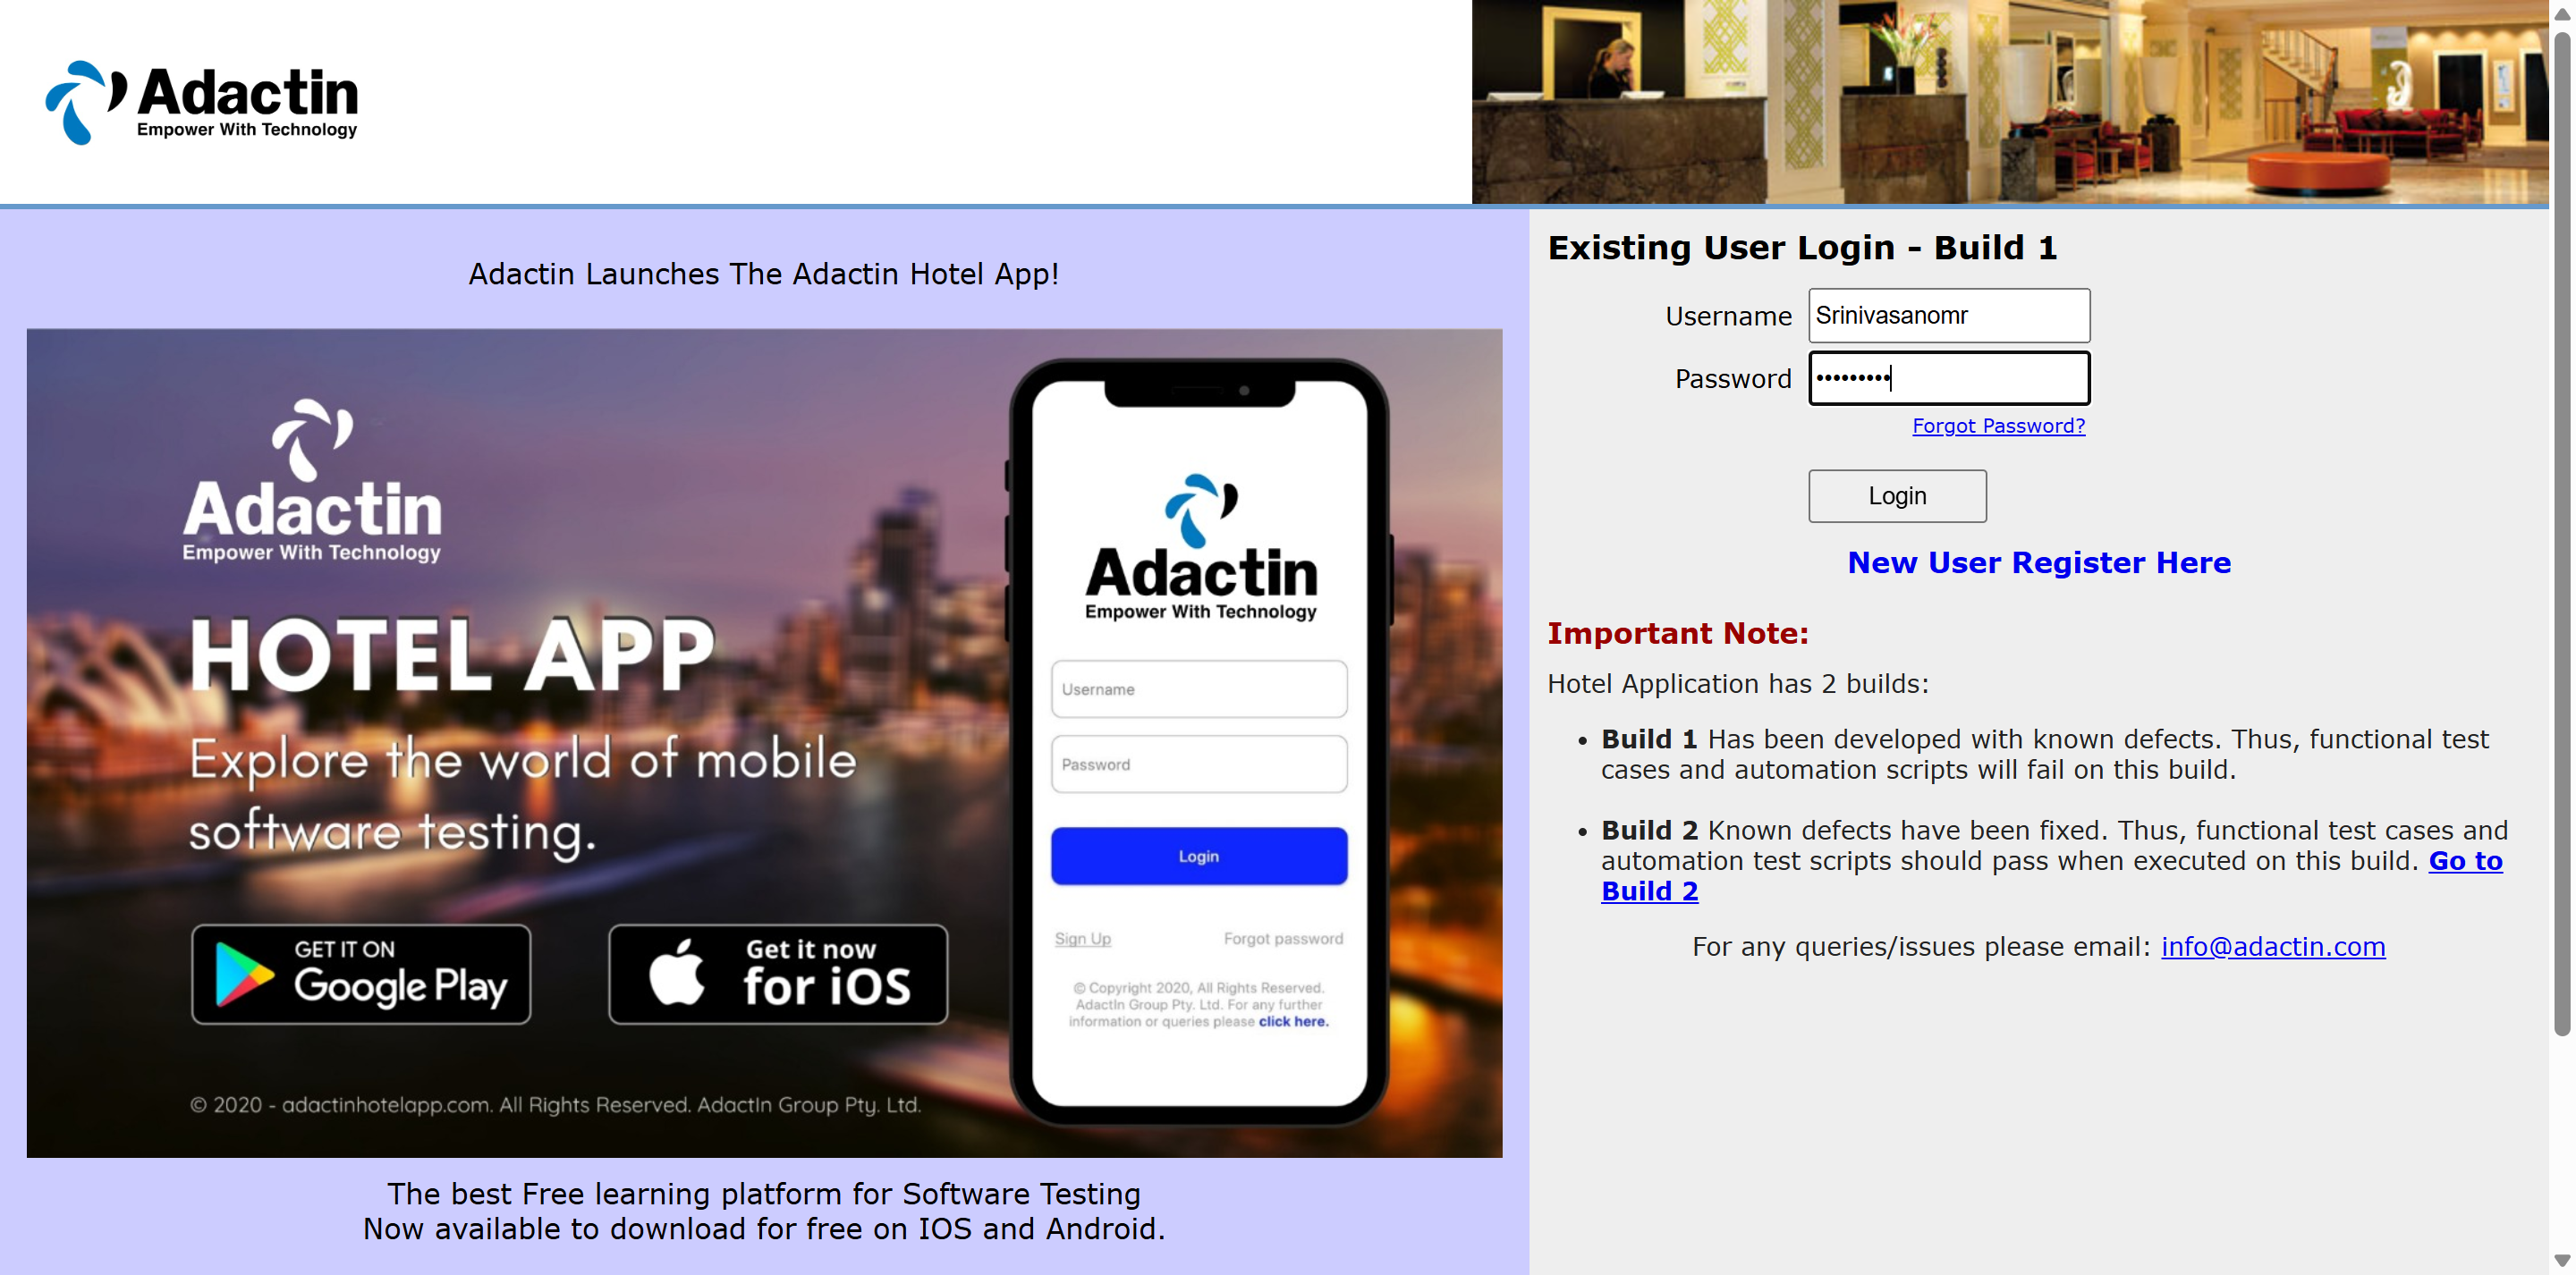 Adactin
Empower With Technology
Adactin Launches The Adactin Hotel App!
Adactin
Empower With Technology
HOTEL APP
Explore the world of mobile
software testing.
GET IT ON
Google Play
Get it now
for iOS
© 2020 - adactinhotelapp.com. All Rights Reserved. AdactIn Group Pty. Ltd.
Adactin
Empower With Technology
Username
Password
Login
Sign Up Forgot password
© Copyright 2020, All Rights Reserved.
AdactIn Group Pty. Ltd. For any further
information or queries please click here.
The best Free learning platform for Software Testing
Now available to download for free on IOS and Android.
Existing User Login - Build 1
Username Srinivasanomr
Password •••••••••
Forgot Password?
Login
New User Register Here
Important Note:
Hotel Application has 2 builds:
• Build 1 Has been developed with known defects. Thus, functional test
cases and automation scripts will fail on this build.
• Build 2 Known defects have been fixed. Thus, functional test cases and
automation test scripts should pass when executed on this build. Go to
Build 2
For any queries/issues please email: info@adactin.com